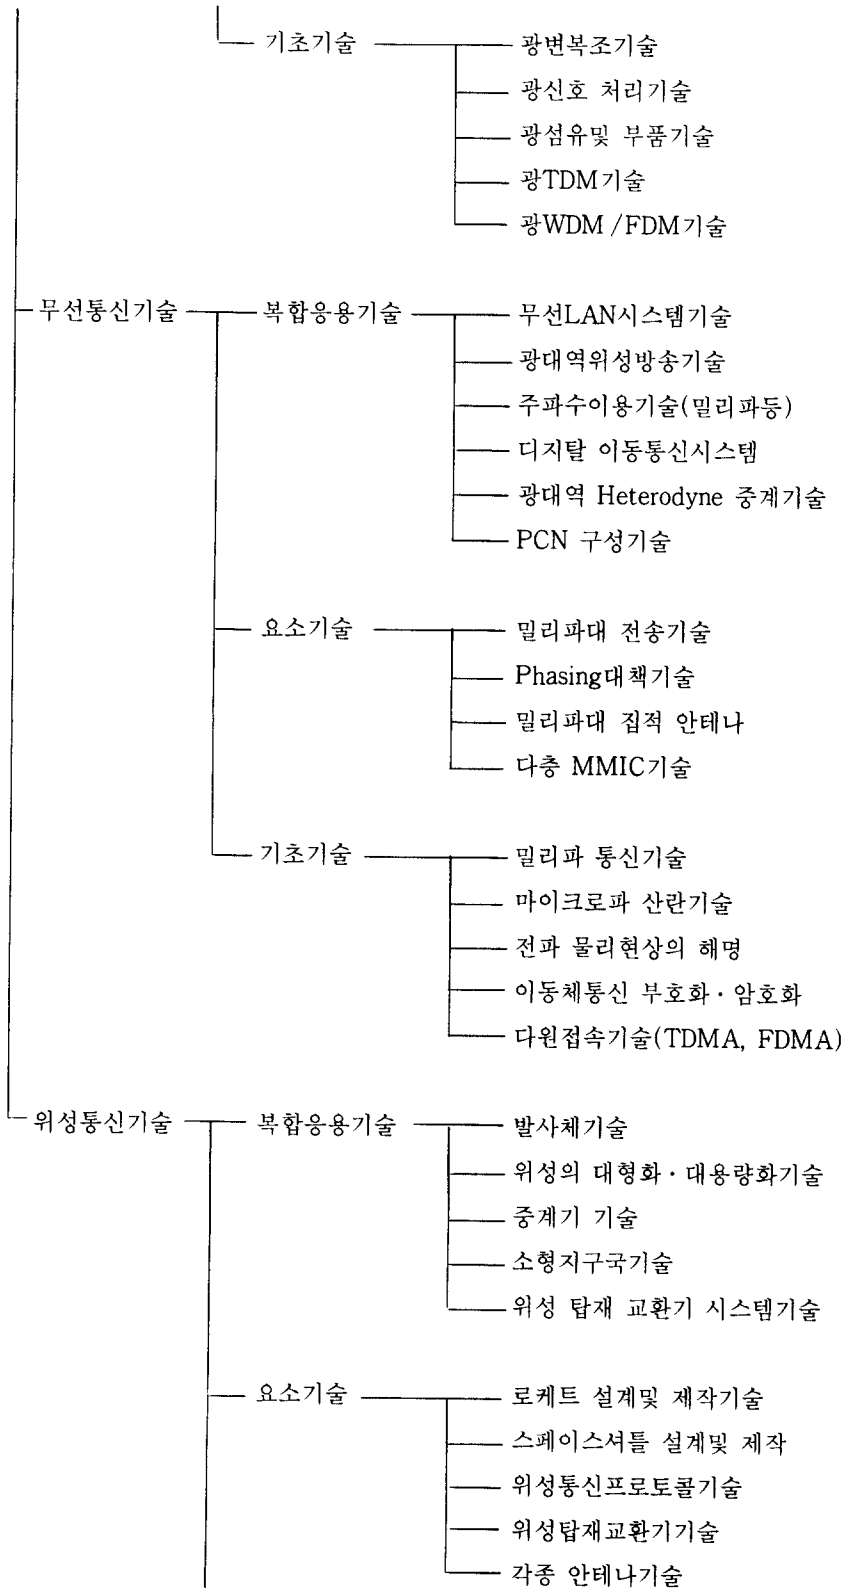 기초기술 광변복조기술
광신호 처리기술
광섬유및 부품기술
광TDM기술
광WDM/FDM기술
무선통신기술 복합응용기술 무선LAN시스템기술
광대역위성방송기술
주파수이용기술(밀리파등)
디지탈 이동통신시스템
광대역 Heterodyne 중계기술
PCN 구성기술
요소기술 밀리파대 전송기술
Phasing대책기술
밀리파대 집적 안테나
다층 MMIC기술
기초기술 밀리파 통신기술
마이크로파 산란기술
전파 물리현상의 해명
이동체통신 부호화·암호화
다원접속기술(TDMA, FDMA)
위성통신기술 복합응용기술 발사체기술
위성의 대형화·대용량화기술
중계기 기술
소형지구국기술
위성 탑재 교환기 시스템기술
요소기술 로케트 설계및 제작기술
스페이스셔틀 설계및 제작
위성통신프로토콜기술
위성탑재교환기기술
각종 안테나기술